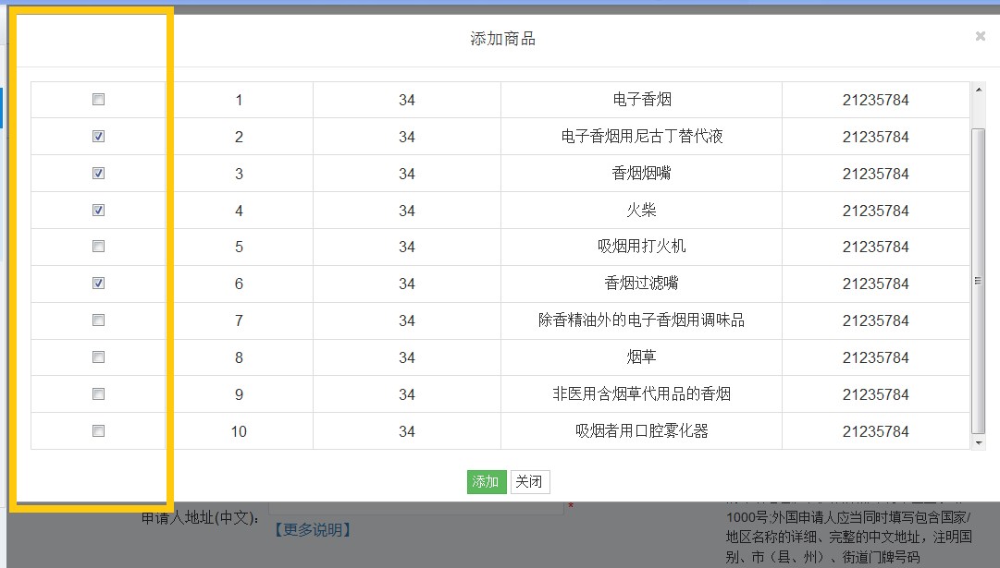 添加商品
×
1 34 电子香烟 21235784
2 34 电子香烟用尼古丁替代液 21235784
3 34 香烟烟嘴 21235784
4 34 火柴 21235784
5 34 吸烟用打火机 21235784
6 34 香烟过滤嘴 21235784
7 34 除香精油外的电子香烟用调味品 21235784
8 34 烟草 21235784
9 34 非医用含烟草代用品的香烟 21235784
10 34 吸烟者用口腔雾化器 21235784
添加 关闭
申请人地址(中文): *
【更多说明】
1000号;外国申请人应当同时填写包含国家/
地区名称的详细、完整的中文地址，注明国
别、市（县、州）、街道门牌号码